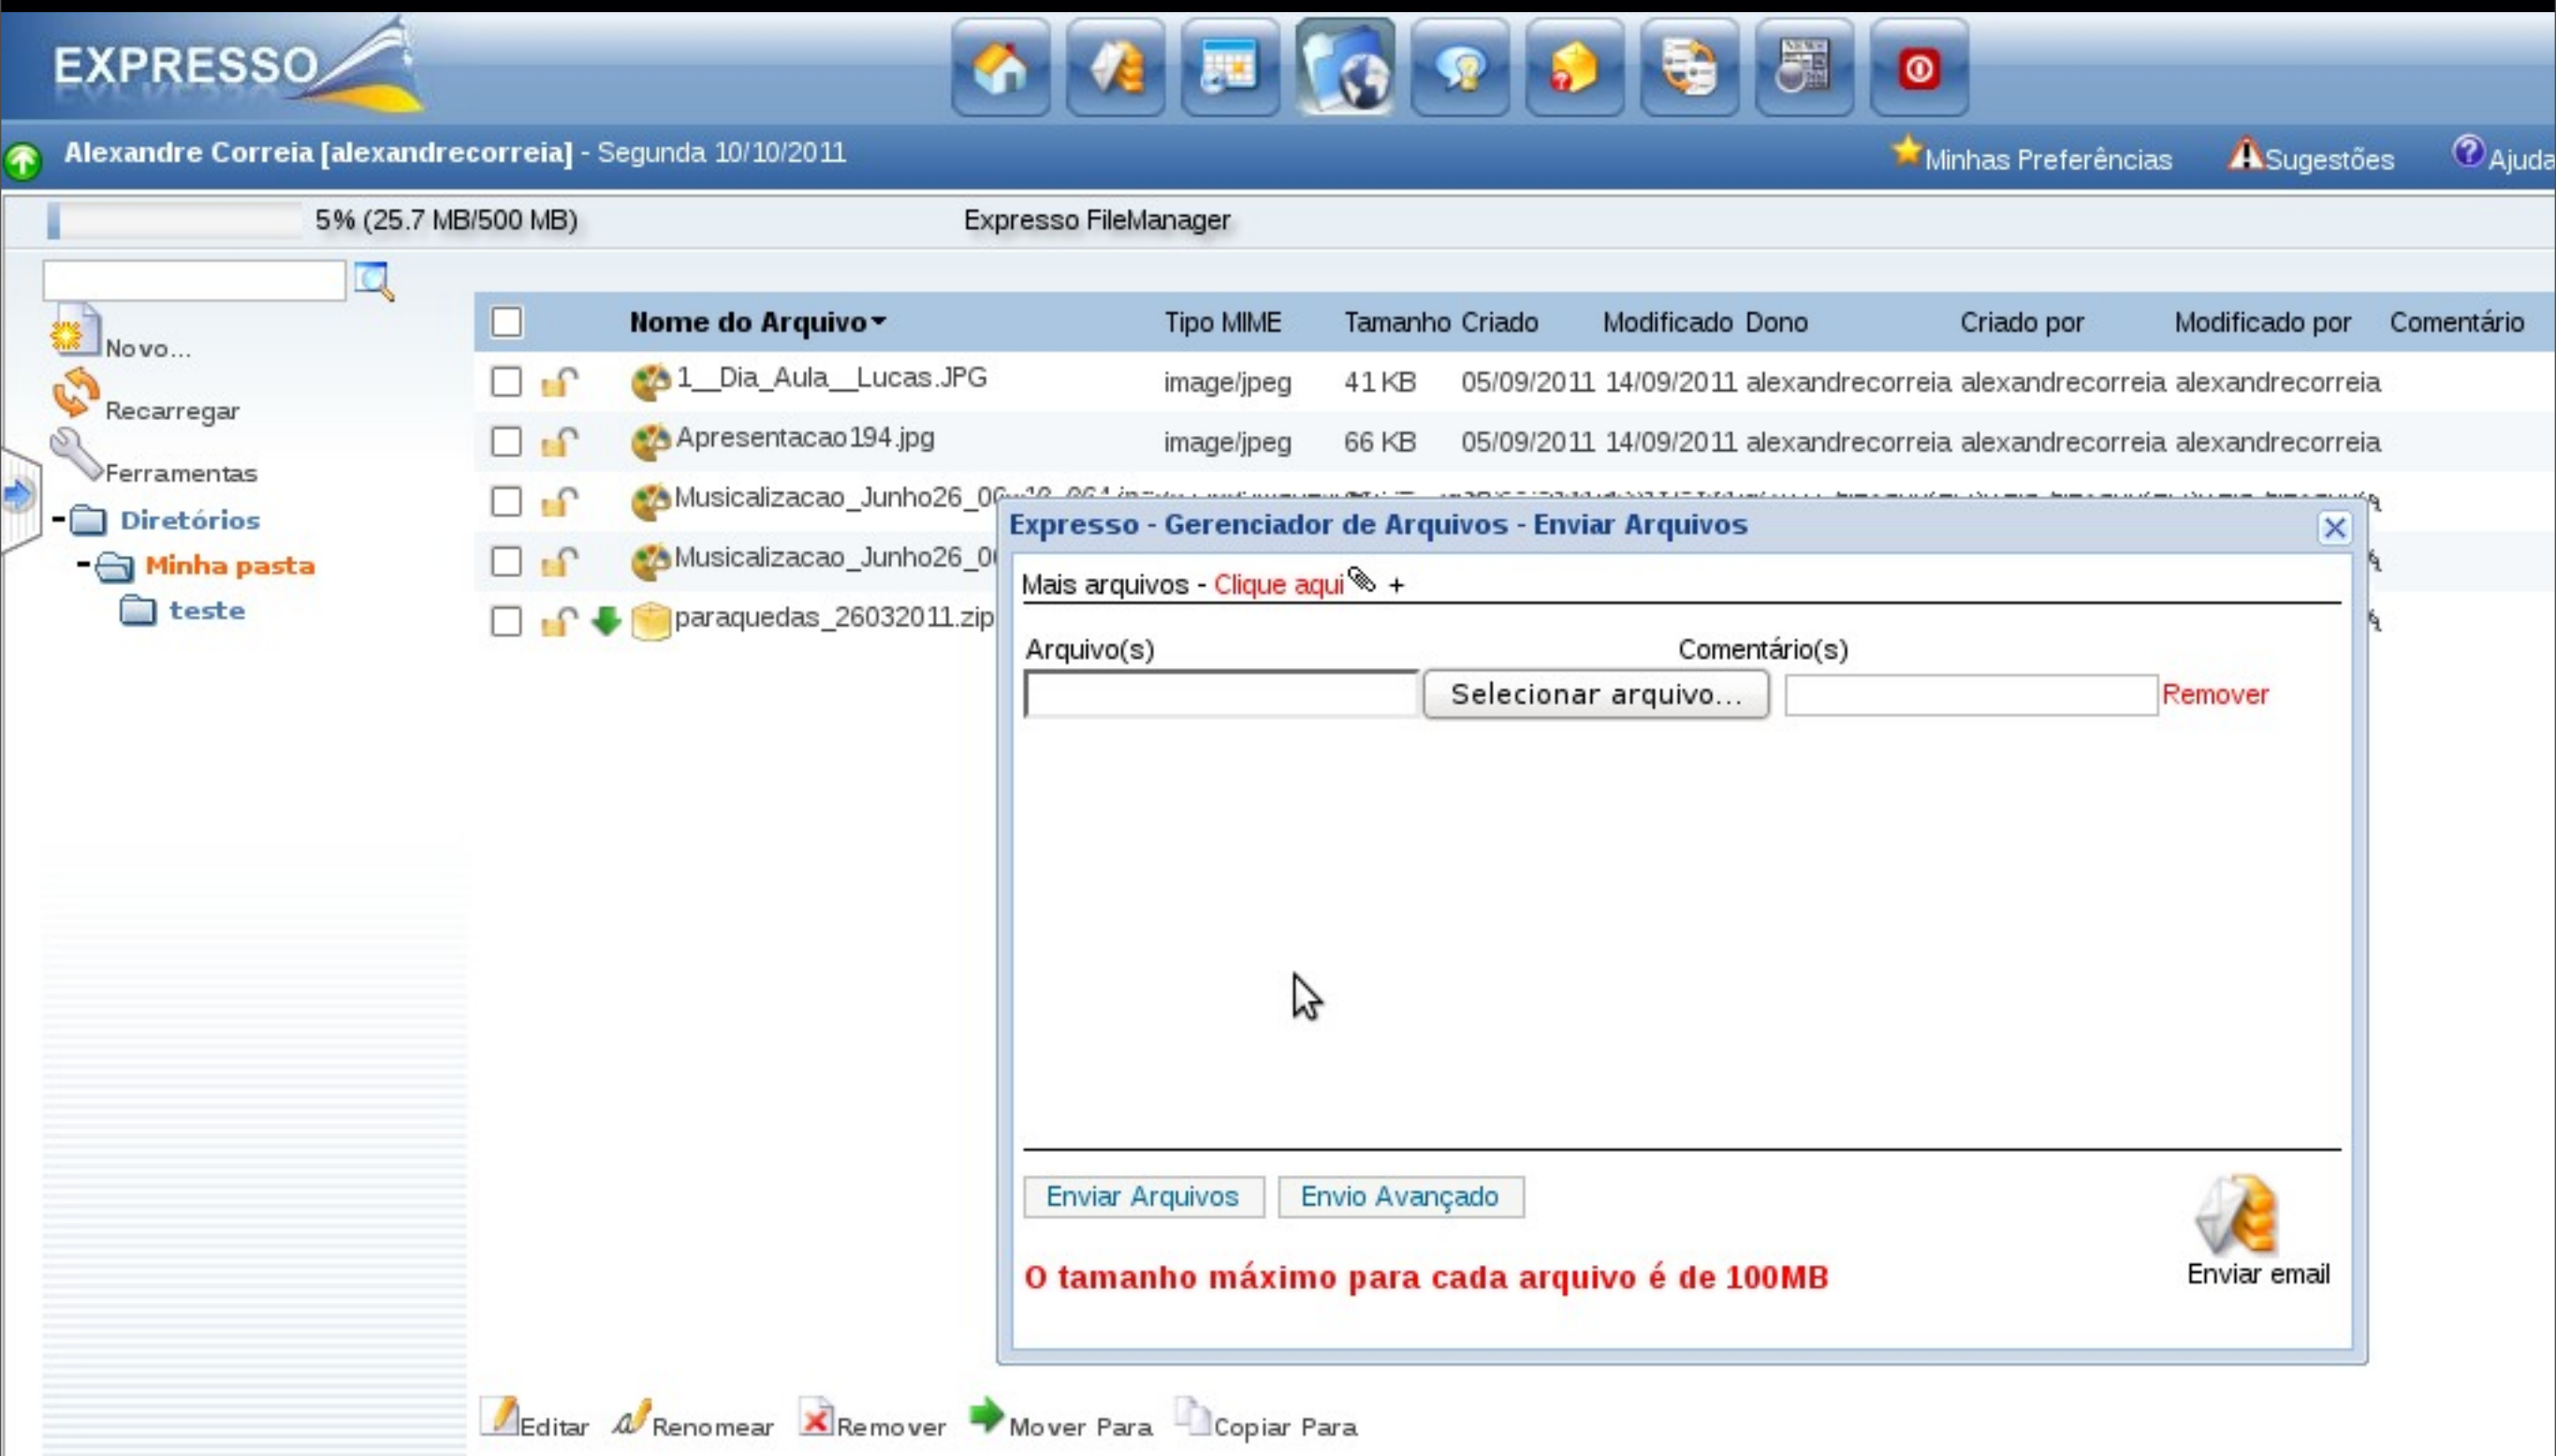 EXPRESSO
Alexandre Correia [alexandrecorreia] - Segunda 10/10/2011
Minhas Preferências
Sugestões
Ajuda
5% (25.7 MB/500 MB)
Expresso FileManager
Novo...
Recarregar
Ferramentas
Diretórios
Minha pasta
teste
Nome do Arquivo Tipo MIME Tamanho Criado Modificado Dono Criado por Modificado por Comentário
1__Dia_Aula__Lucas.JPG image/jpeg 41 KB 05/09/2011 14/09/2011 alexandrecorreia alexandrecorreia alexandrecorreia
Apresentacao194.jpg image/jpeg 66 KB 05/09/2011 14/09/2011 alexandrecorreia alexandrecorreia alexandrecorreia
Musicalizacao_Junho26_0
Musicalizacao_Junho26_0
paraquedas_26032011.zip
Expresso - Gerenciador de Arquivos - Enviar Arquivos
Mais arquivos - Clique aqui +
Arquivo(s) Comentário(s)
Selecionar arquivo... Remover
Enviar Arquivos Envio Avançado
Enviar email
O tamanho máximo para cada arquivo é de 100MB
Editar Renomear Remover Mover Para Copiar Para